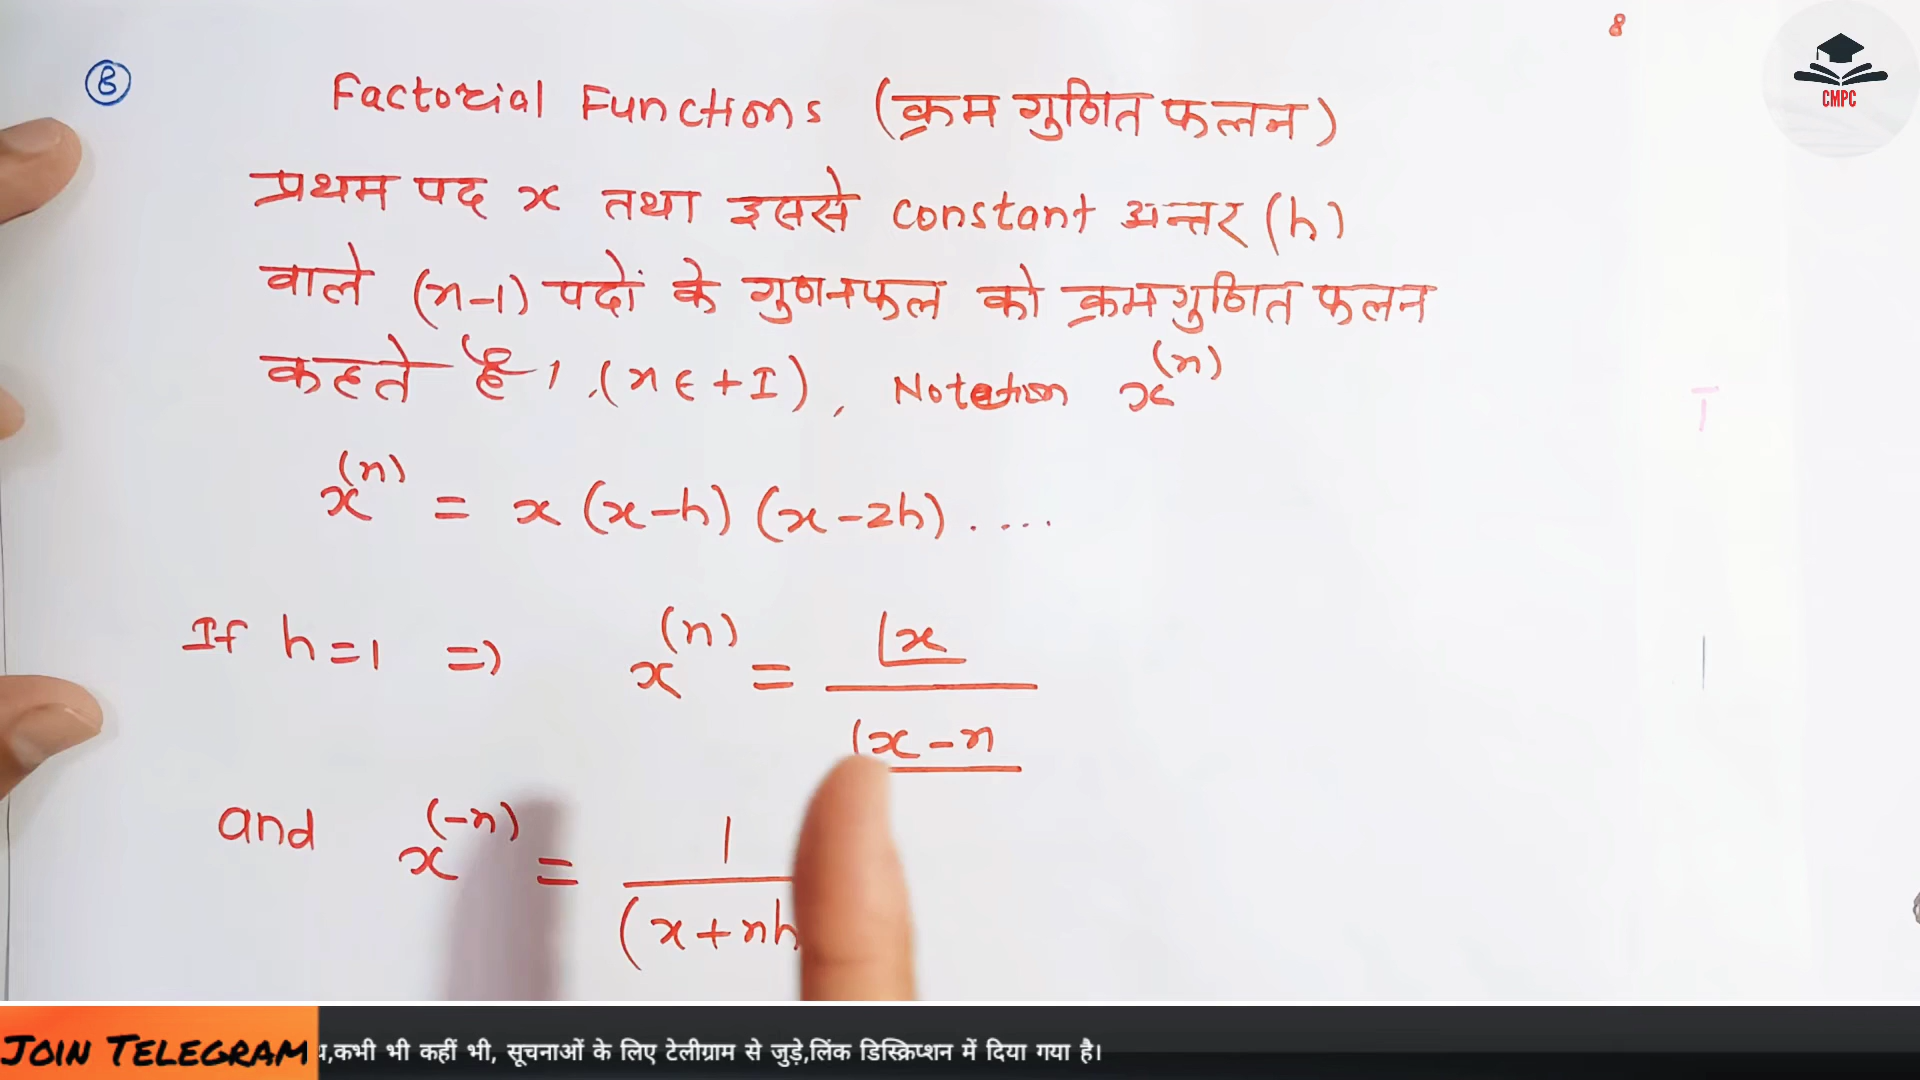 8
CMPC
8 Factorial Functions (क्रम गुणित फलन)
प्रथम पद x तथा इससे constant अन्तर (h)
वाले (n-1) पदों के गुणनफल को क्रमगुणित फलन
कहते है। (n ∈ +I), Notation x^(n)
x^(n) = x (x-h) (x-2h) .....
If h=1 => x^(n) = |x / |x-n
and x^(-n) = 1 / (x+nh
JOIN TELEGRAM ,कभी भी कहीं भी, सूचनाओं के लिए टेलीग्राम से जुड़े,लिंक डिस्क्रिप्शन में दिया गया है।